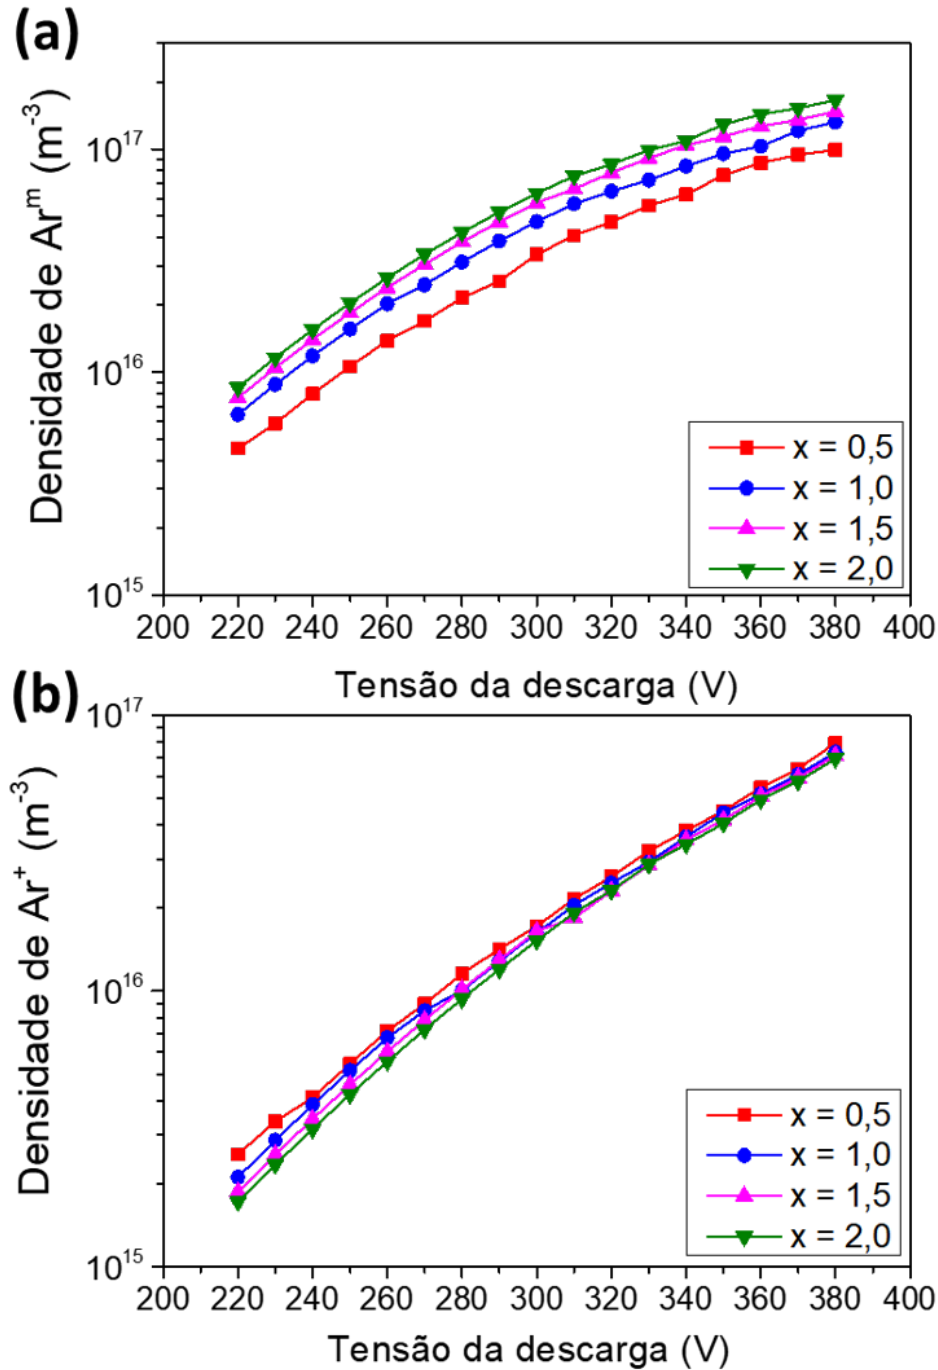 (a)
Densidade de Ar^m (m^-3)
10^17
10^16
10^15
x = 0,5
x = 1,0
x = 1,5
x = 2,0
200 220 240 260 280 300 320 340 360 380 400
Tensão da descarga (V)
(b)
Densidade de Ar^+ (m^-3)
10^17
10^16
10^15
x = 0,5
x = 1,0
x = 1,5
x = 2,0
200 220 240 260 280 300 320 340 360 380 400
Tensão da descarga (V)